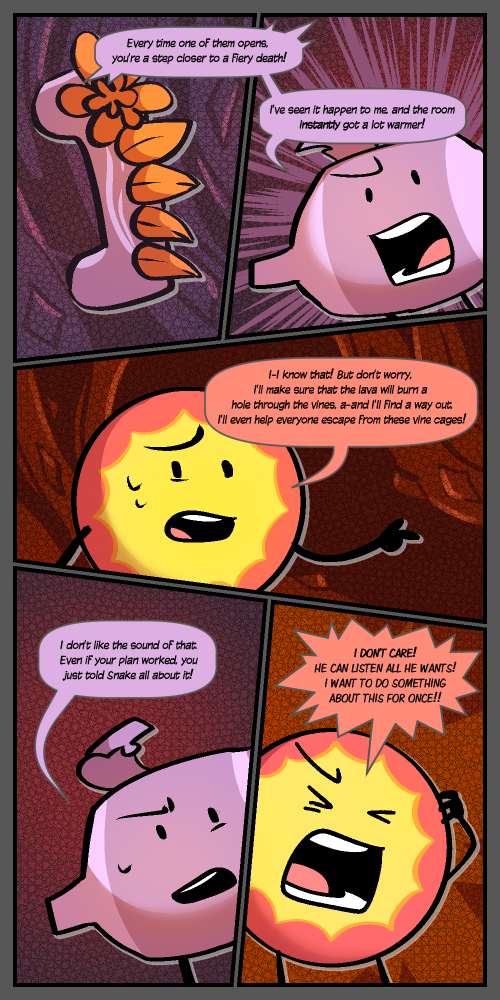 Every time one of them opens,
you're a step closer to a fiery death!
I've seen it happen to me, and the room
instantly got a lot warmer!
I-I know that! But don't worry,
I'll make sure that the lava will burn a
hole through the vines, a-and I'll find a way out.
I'll even help everyone escape from these vine cages!
I don't like the sound of that.
Even if your plan worked, you
just told Snake all about it!
I DON'T CARE!
HE CAN LISTEN ALL HE WANTS!
I WANT TO DO SOMETHING
ABOUT THIS FOR ONCE!!